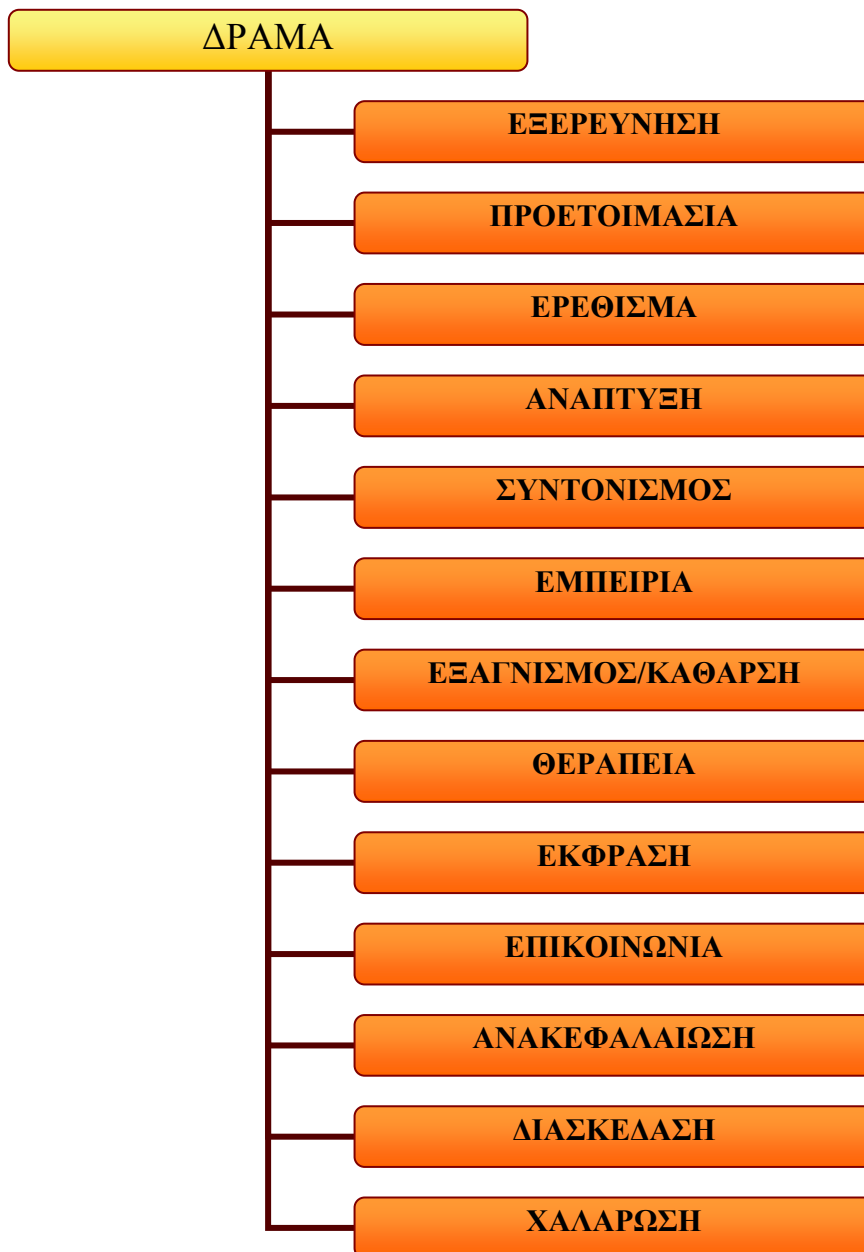 ΔΡΑΜΑ
ΕΞΕΡΕΥΝΗΣΗ
ΠΡΟΕΤΟΙΜΑΣΙΑ
ΕΡΕΘΙΣΜΑ
ΑΝΑΠΤΥΞΗ
ΣΥΝΤΟΝΙΣΜΟΣ
ΕΜΠΕΙΡΙΑ
ΕΞΑΓΝΙΣΜΟΣ/ΚΑΘΑΡΣΗ
ΘΕΡΑΠΕΙΑ
ΕΚΦΡΑΣΗ
ΕΠΙΚΟΙΝΩΝΙΑ
ΑΝΑΚΕΦΑΛΑΙΩΣΗ
ΔΙΑΣΚΕΔΑΣΗ
ΧΑΛΑΡΩΣΗ